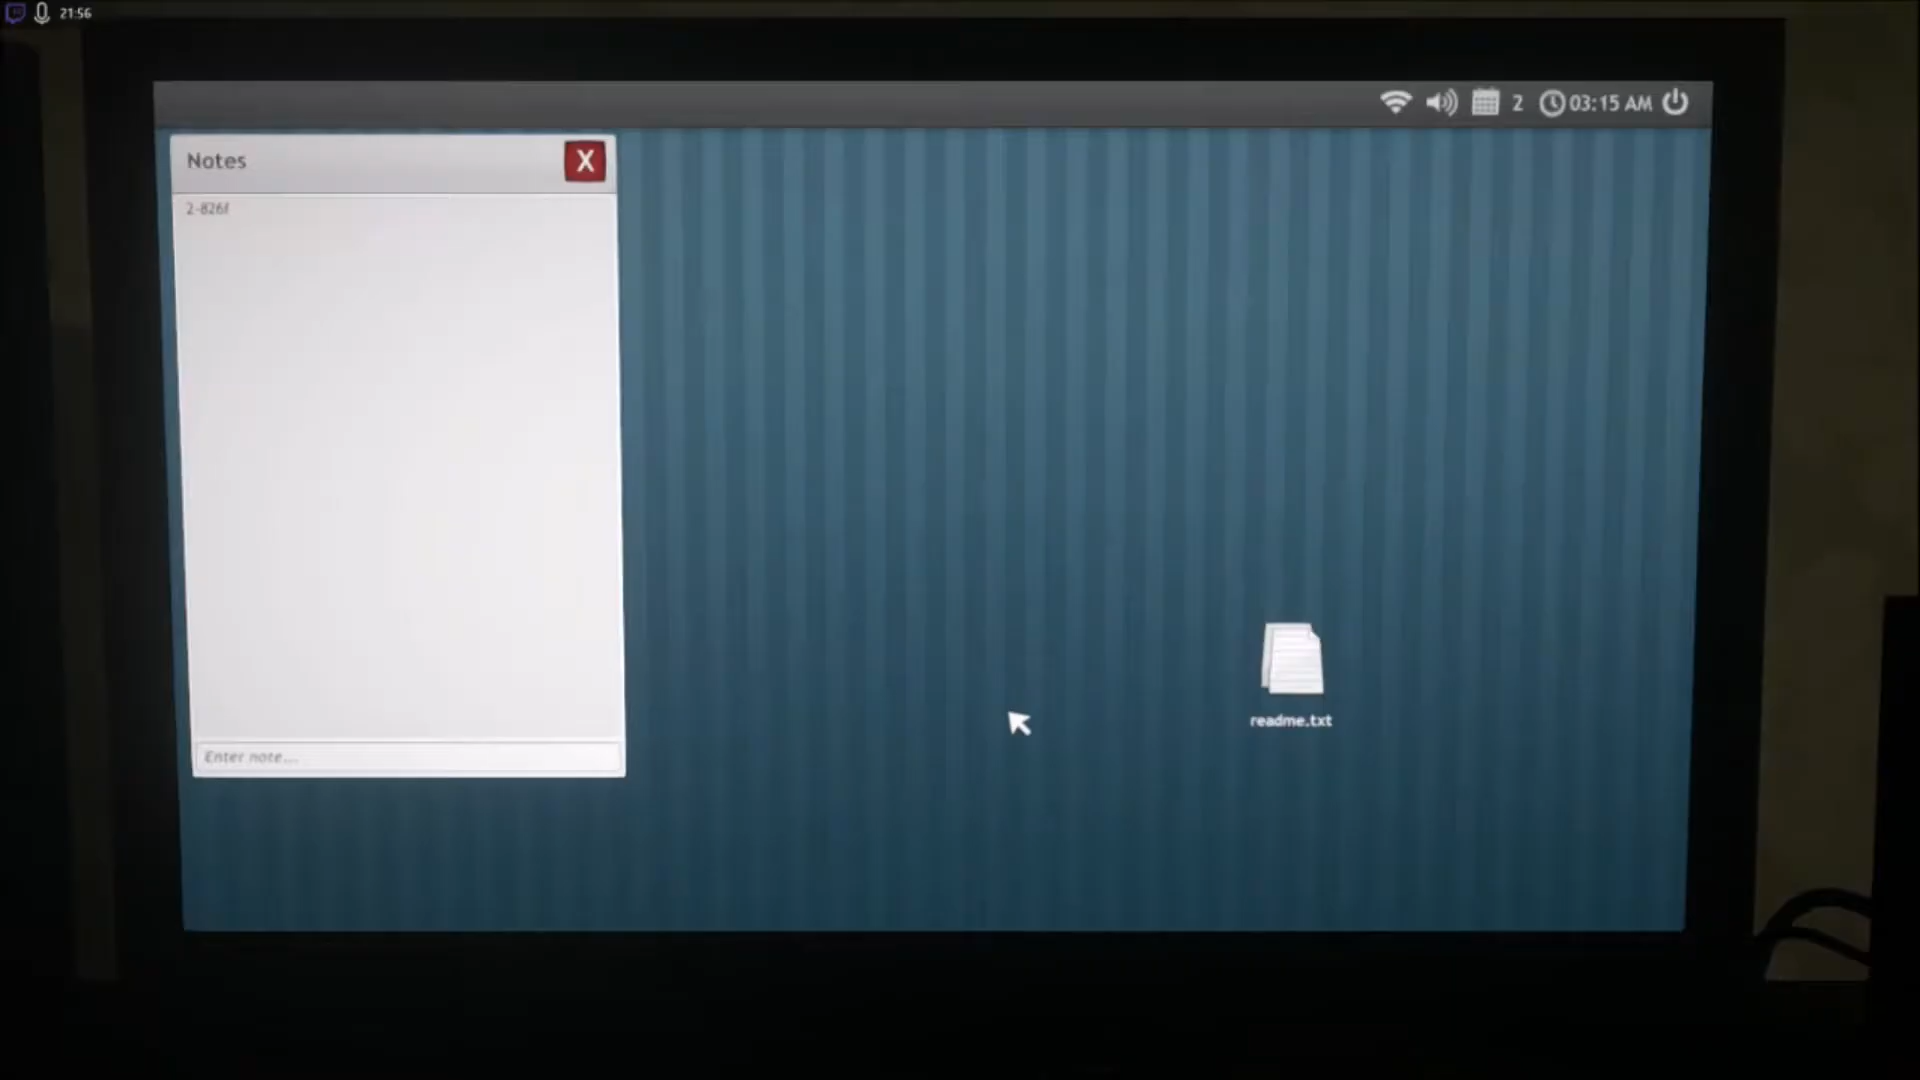 21:56
2
03:15 AM
Notes
X
2-826f
Enter note...
readme.txt